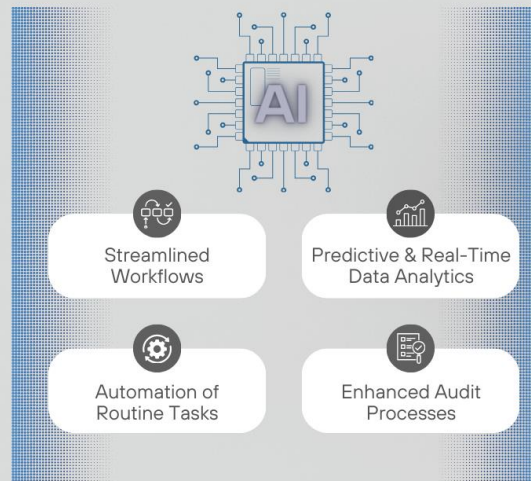 AI
Streamlined
Workflows
Predictive & Real-Time
Data Analytics
Automation of
Routine Tasks
Enhanced Audit
Processes